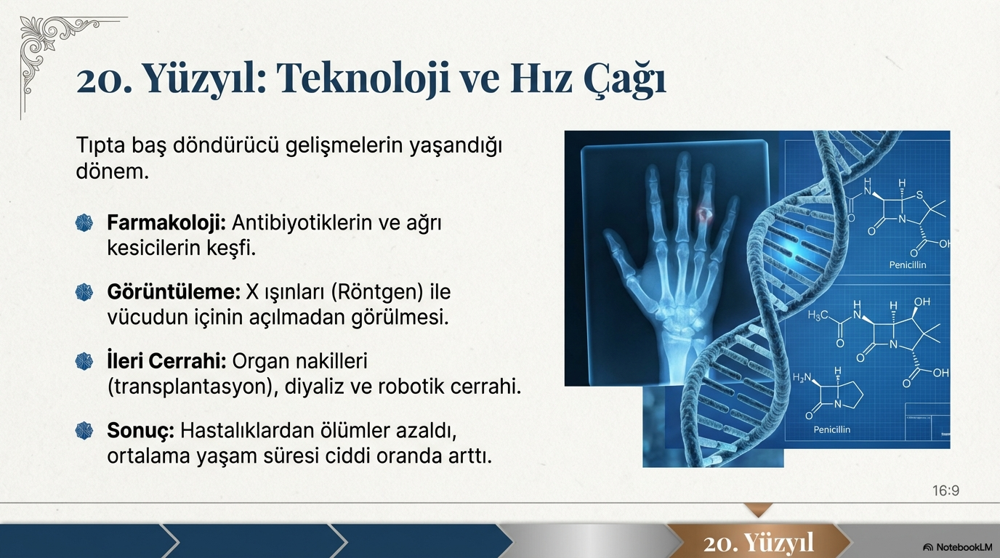 20. Yüzyıl: Teknoloji ve Hız Çağı
Tıpta baş döndürücü gelişmelerin yaşandığı
dönem.
Farmakoloji: Antibiyotiklerin ve ağrı
kesicilerin keşfi.
Görüntüleme: X ışınları (Röntgen) ile
vücudun içinin açılmadan görülmesi.
İleri Cerrahi: Organ nakilleri
(transplantasyon), diyaliz ve robotik cerrahi.
Sonuç: Hastalıklardan ölümler azaldı,
ortalama yaşam süresi ciddi oranda arttı.
H
N
H
S
O
N
O
O
OH
Penicillin
H
N
H
OH
H₃C
O
N
O
O
OH
H₂N
H
N
O
Penicillin
16:9
20. Yüzyıl
NotebookLM